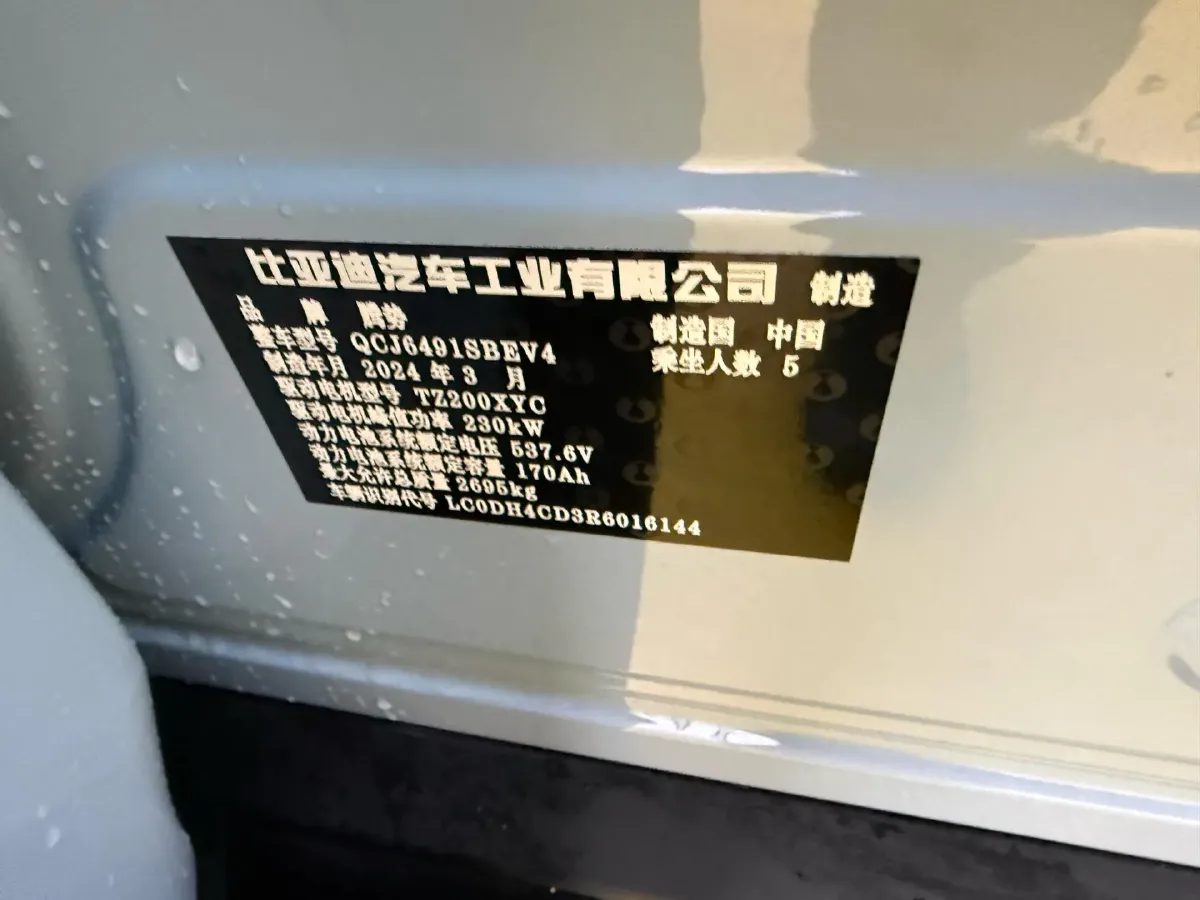 比亚迪汽车工业有限公司 制造
品 牌 腾势
制造国 中国
整车型号 QCJ6491SBEV4
乘坐人数 5
制造年月 2024 年 3 月
驱动电机型号 TZ200XYC
驱动电机峰值功率 230kW
动力电池系统额定电压 537.6V
动力电池系统额定容量 170Ah
最大允许总质量 2695kg
车辆识别代号 LC0DH4CD3R6016144